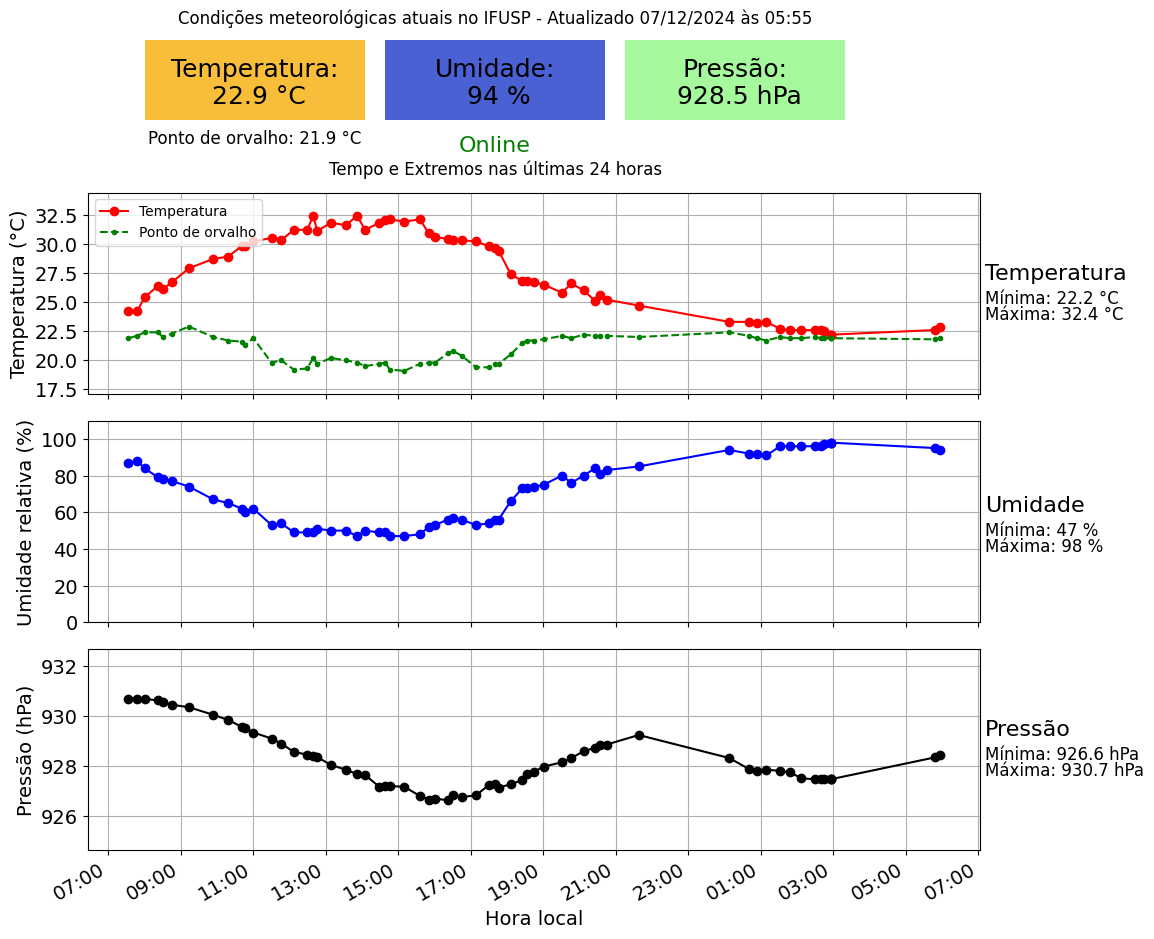 Condições meteorológicas atuais no IFUSP - Atualizado 07/12/2024 às 05:55
Temperatura:
22.9 °C
Umidade:
94 %
Pressão:
928.5 hPa
Ponto de orvalho: 21.9 °C
Online
Tempo e Extremos nas últimas 24 horas
Temperatura (°C)
32.5
30.0
27.5
25.0
22.5
20.0
17.5
Temperatura
Ponto de orvalho
Temperatura
Mínima: 22.2 °C
Máxima: 32.4 °C
Umidade relativa (%)
100
80
60
40
20
0
Umidade
Mínima: 47 %
Máxima: 98 %
Pressão (hPa)
932
930
928
926
Pressão
Mínima: 926.6 hPa
Máxima: 930.7 hPa
07:00 09:00 11:00 13:00 15:00 17:00 19:00 21:00 23:00 01:00 03:00 05:00 07:00
Hora local